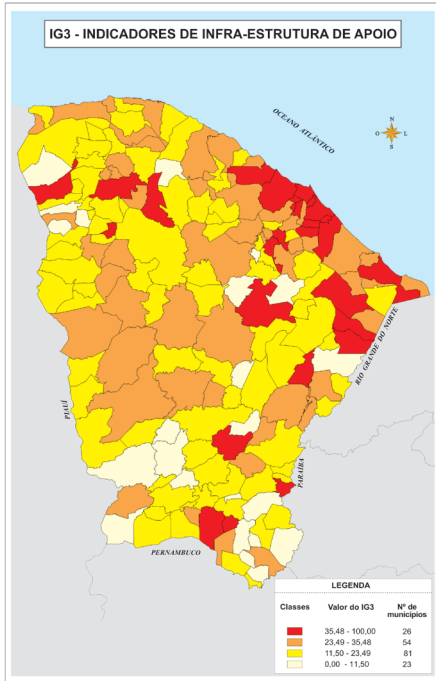 IG3 - INDICADORES DE INFRA-ESTRUTURA DE APOIO
OCEANO ATLÂNTICO
N
O L
S
RIO GRANDE DO NORTE
PIAUÍ
PARAÍBA
PERNAMBUCO
LEGENDA
Classes Valor do IG3 Nº de municípios
35,48 - 100,00 26
23,49 - 35,48 54
11,50 - 23,49 81
0,00 - 11,50 23